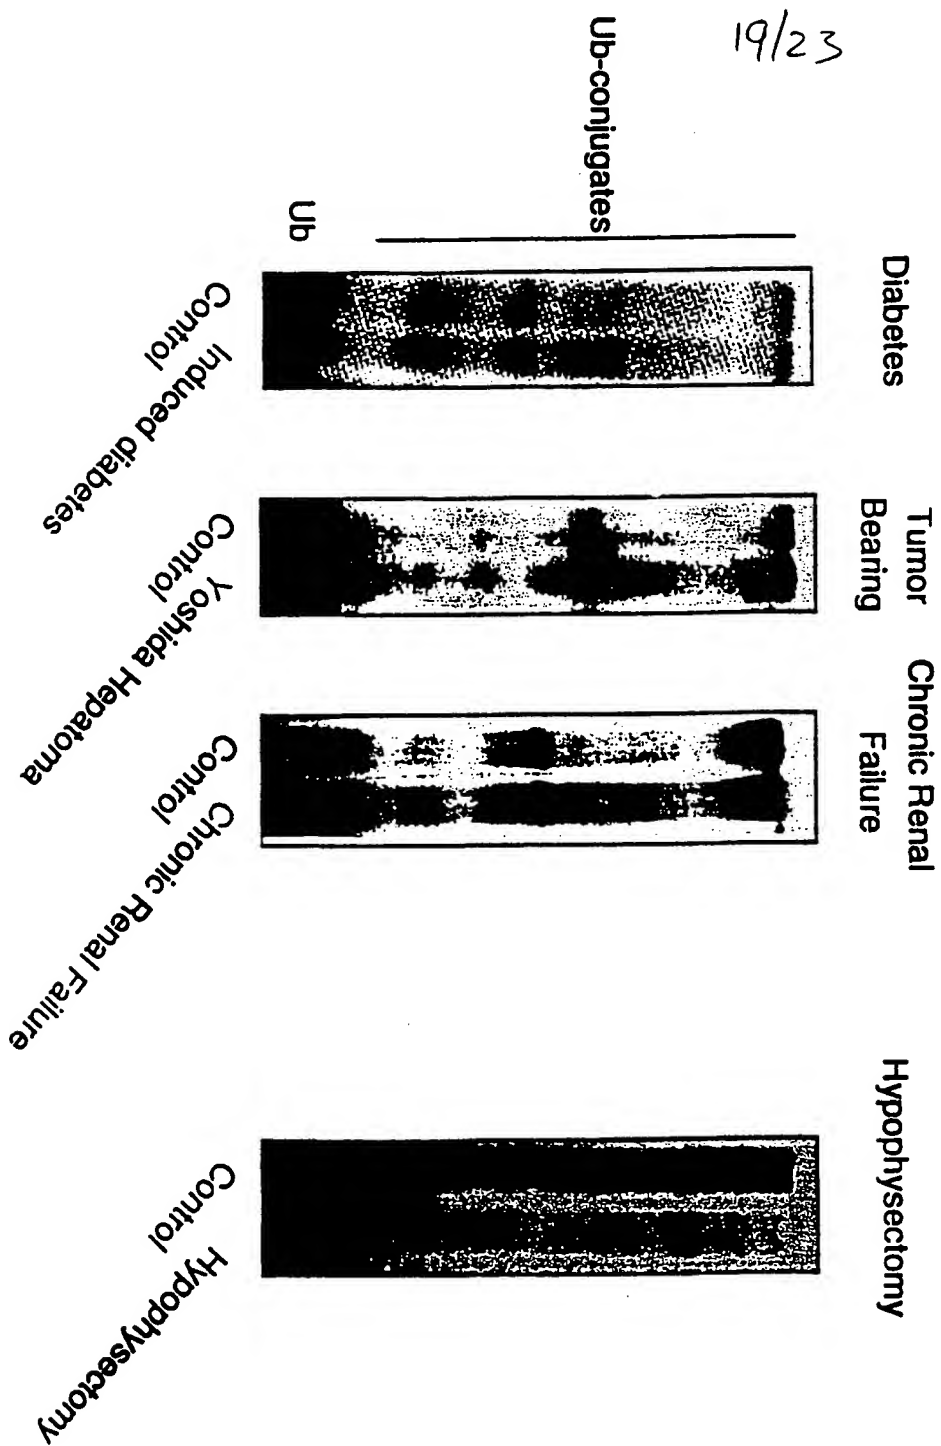 19/23
Diabetes
Tumor
Bearing
Chronic Renal
Failure
Hypophysectomy
Ub-conjugates
Ub
Control
Induced diabetes
Control
Yoshida Hepatoma
Control
Chronic Renal Failure
Control
Hypophysectomy